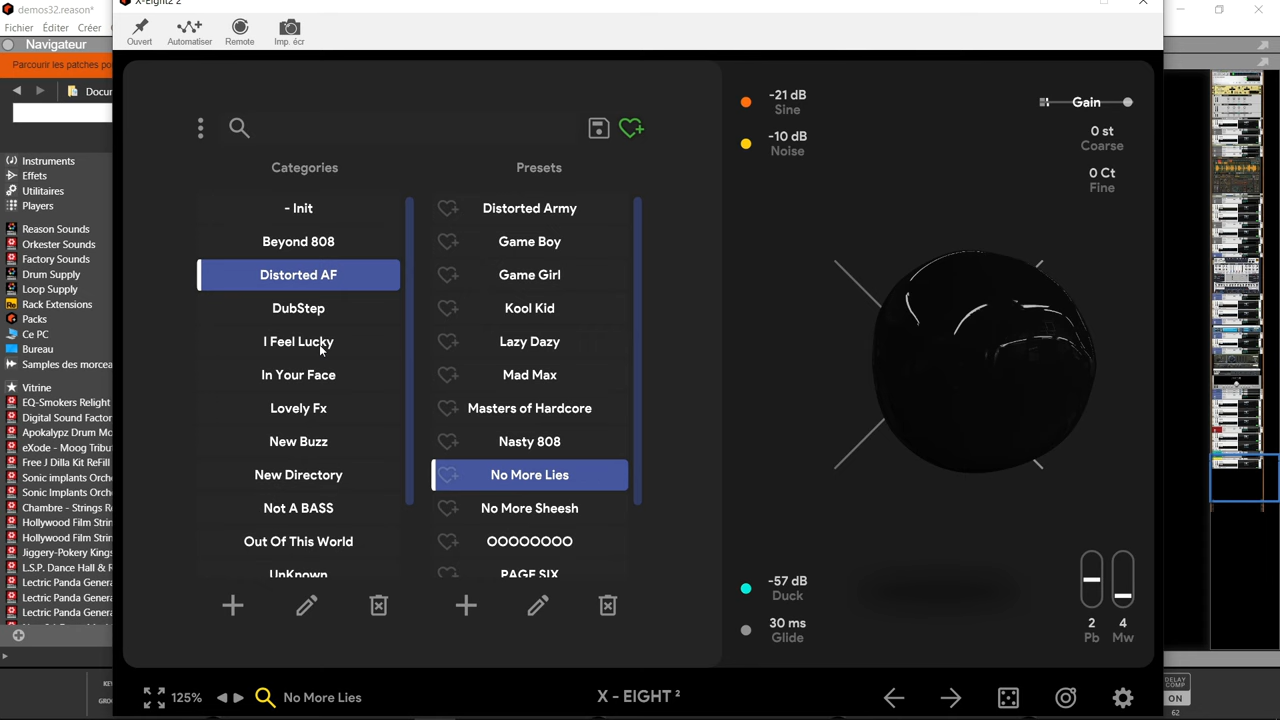 demos32.reason*
Fichier Éditer Créer
Navigateur
Parcourir les patches po
Docur
Instruments
Effets
Utilitaires
Players
Reason Sounds
Orkester Sounds
Factory Sounds
Drum Supply
Loop Supply
Rack Extensions
Packs
Ce PC
Bureau
Samples des morcea
Vitrine
EQ-Smokers Relight
Digital Sound Factor
Apokalypz Drum Mo
eXode - Moog Tribu
Free J Dilla Kit ReFill
Sonic implants Orch
Sonic Implants Orch
Chambre - Strings R
Hollywood Film Strin
Hollywood Film Strin
Jiggery-Pokery Kings
L.S.P. Dance Hall & R
Lectric Panda Genera
Lectric Panda Genera
Lectric Panda Genera
X-Eight2 2
Ouvert Automatiser Remote Imp. écr
Categories
- Init
Beyond 808
Distorted AF
DubStep
I Feel Lucky
In Your Face
Lovely Fx
New Buzz
New Directory
Not A BASS
Out Of This World
UnKnown
Presets
Distorted Army
Game Boy
Game Girl
Kodi Kid
Lazy Dazy
Mad Max
Masters of Hardcore
Nasty 808
No More Lies
No More Sheesh
OOOOOOOO
PAGE SIX
-21 dB
Sine
-10 dB
Noise
Gain
0 st
Coarse
0 Ct
Fine
-57 dB
Duck
30 ms
Glide
2 4
Pb Mw
125% No More Lies
X - EIGHT ²
DELAY
COMP
ON
62